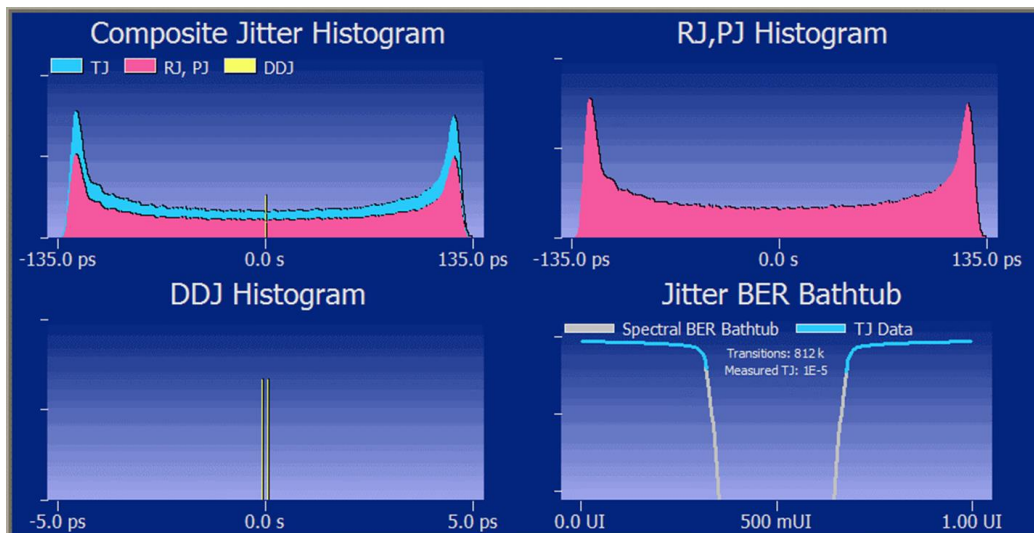 Composite Jitter Histogram
TJ RJ, PJ DDJ
-135.0 ps 0.0 s 135.0 ps
RJ,PJ Histogram
-135.0 ps 0.0 s 135.0 ps
DDJ Histogram
-5.0 ps 0.0 s 5.0 ps
Jitter BER Bathtub
Spectral BER Bathtub TJ Data
Transitions: 812 k
Measured TJ: 1E-5
0.0 UI 500 mUI 1.00 UI